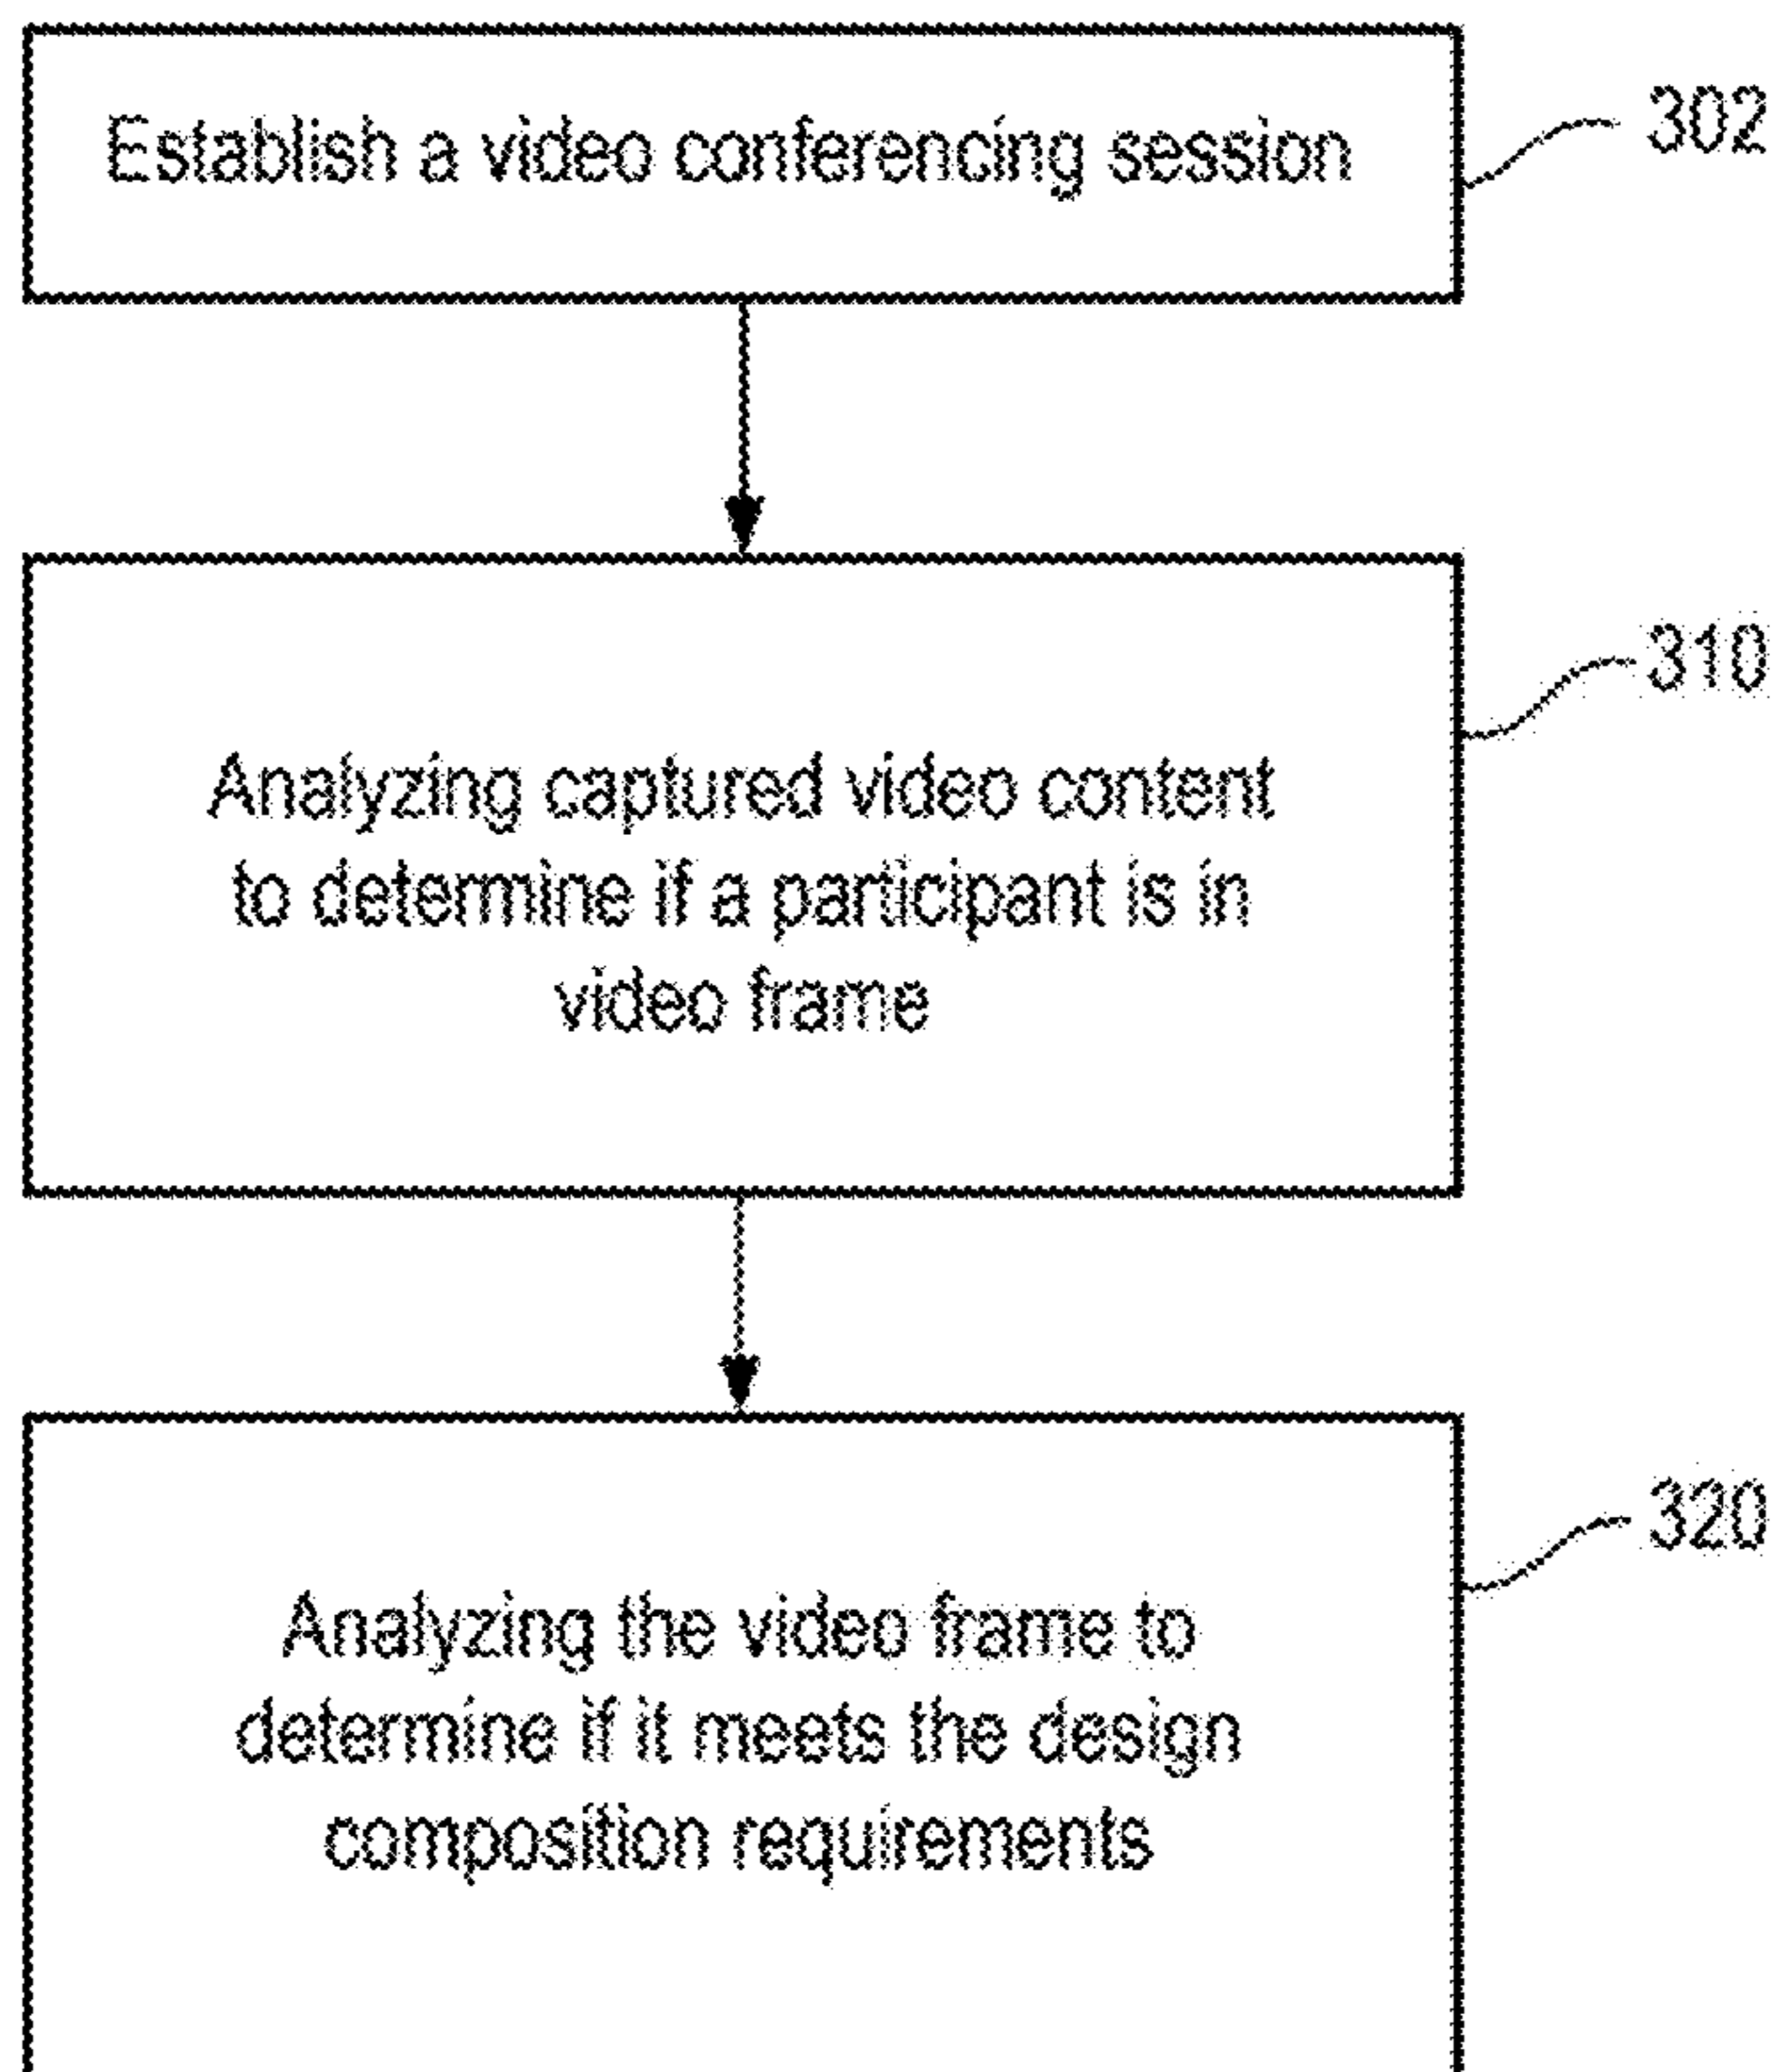 Establish a video conferencing session
302
310
Analyzing captured video content
to determine if a participant is in
video frame
320
Analyzing the video frame to
determine if it meets the design
composition requirements